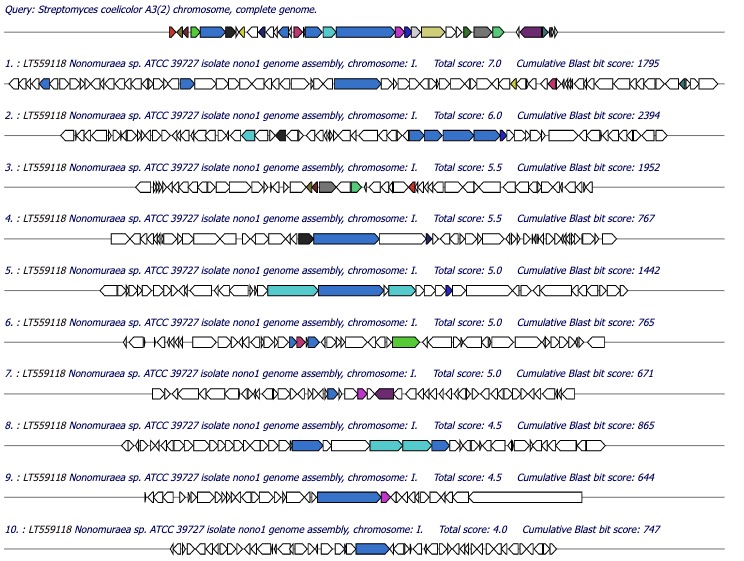 Query: Streptomyces coelicolor A3(2) chromosome, complete genome.
1. : LT559118 Nonomuraea sp. ATCC 39727 isolate nono1 genome assembly, chromosome: I. Total score: 7.0 Cumulative Blast bit score: 1795
2. : LT559118 Nonomuraea sp. ATCC 39727 isolate nono1 genome assembly, chromosome: I. Total score: 6.0 Cumulative Blast bit score: 2394
3. : LT559118 Nonomuraea sp. ATCC 39727 isolate nono1 genome assembly, chromosome: I. Total score: 5.5 Cumulative Blast bit score: 1952
4. : LT559118 Nonomuraea sp. ATCC 39727 isolate nono1 genome assembly, chromosome: I. Total score: 5.5 Cumulative Blast bit score: 767
5. : LT559118 Nonomuraea sp. ATCC 39727 isolate nono1 genome assembly, chromosome: I. Total score: 5.0 Cumulative Blast bit score: 1442
6. : LT559118 Nonomuraea sp. ATCC 39727 isolate nono1 genome assembly, chromosome: I. Total score: 5.0 Cumulative Blast bit score: 765
7. : LT559118 Nonomuraea sp. ATCC 39727 isolate nono1 genome assembly, chromosome: I. Total score: 5.0 Cumulative Blast bit score: 671
8. : LT559118 Nonomuraea sp. ATCC 39727 isolate nono1 genome assembly, chromosome: I. Total score: 4.5 Cumulative Blast bit score: 865
9. : LT559118 Nonomuraea sp. ATCC 39727 isolate nono1 genome assembly, chromosome: I. Total score: 4.5 Cumulative Blast bit score: 644
10. : LT559118 Nonomuraea sp. ATCC 39727 isolate nono1 genome assembly, chromosome: I. Total score: 4.0 Cumulative Blast bit score: 747